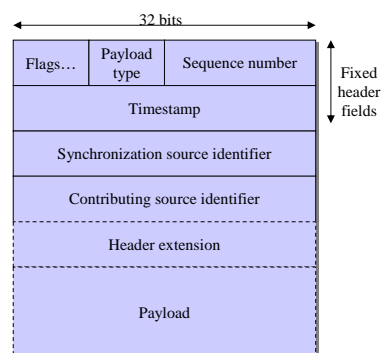 32 bits
Flags…
Payload
type
Sequence number
Fixed
header
fields
Timestamp
Synchronization source identifier
Contributing source identifier
Header extension
Payload